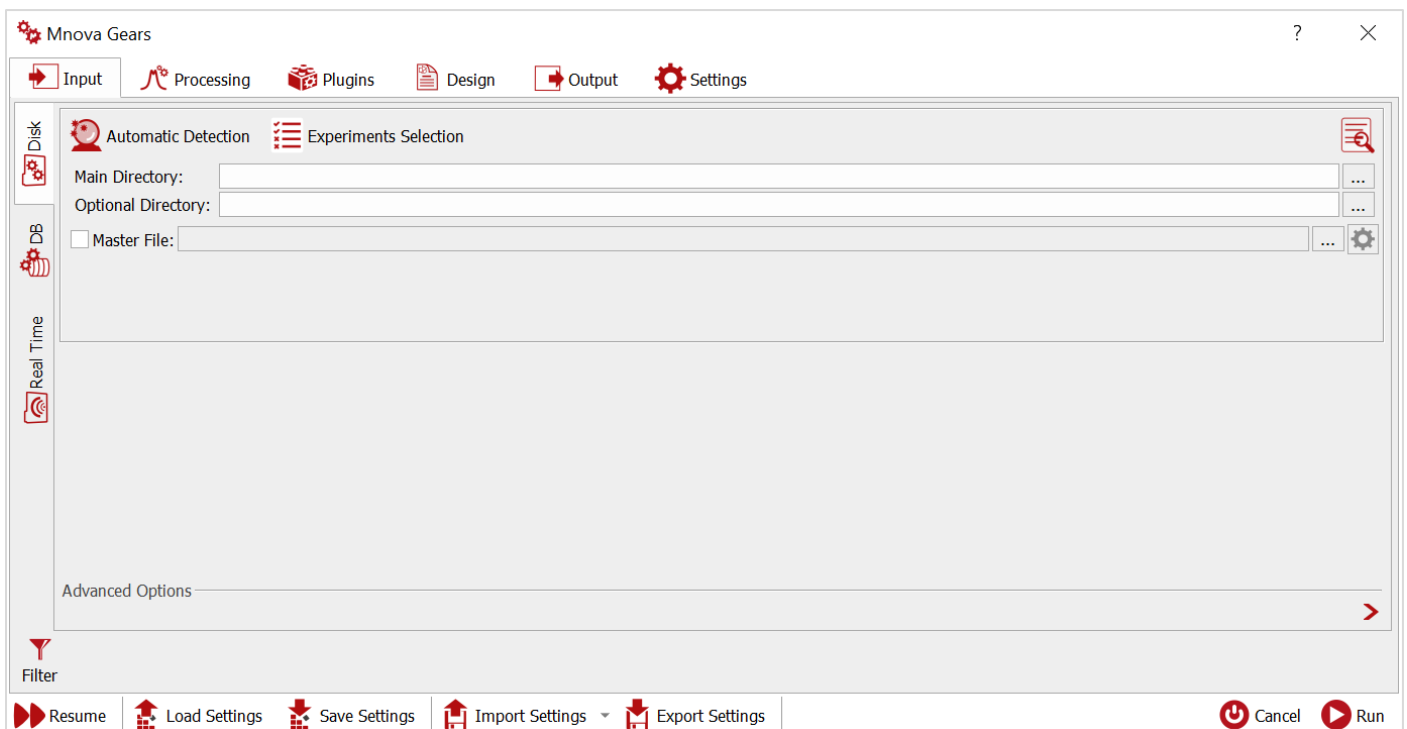 Mnova Gears ?
Input Processing Plugins Design Output Settings
Disk
DB
Real Time
Automatic Detection Experiments Selection
Main Directory: ...
Optional Directory: ...
Master File: ...
Advanced Options
Filter
Resume Load Settings Save Settings Import Settings Export Settings Cancel Run